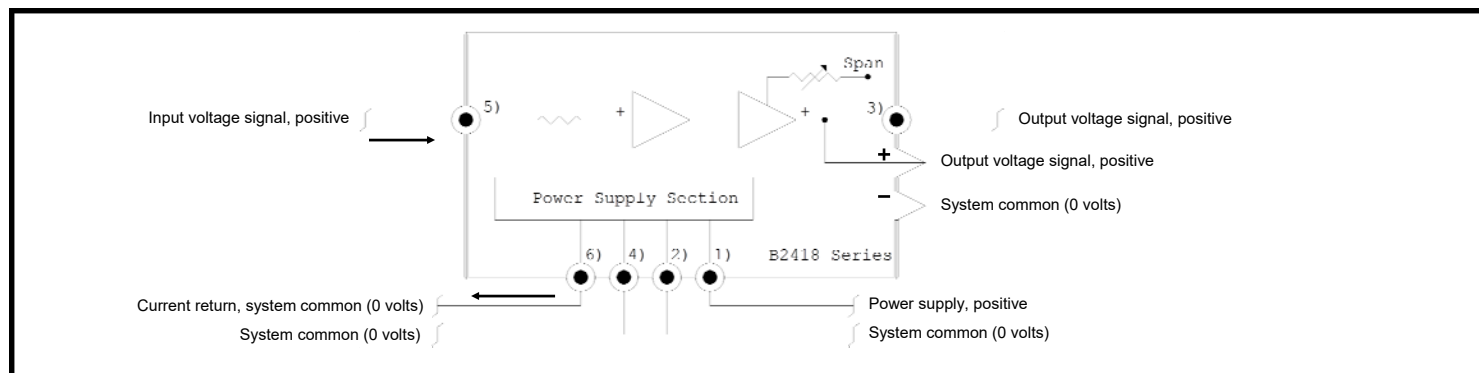 Span
5)
+
+
3)
Input voltage signal, positive
Output voltage signal, positive
+
Output voltage signal, positive
Power Supply Section
−
System common (0 volts)
6)
4)
2)
1)
B2418 Series
Current return, system common (0 volts)
Power supply, positive
System common (0 volts)
System common (0 volts)